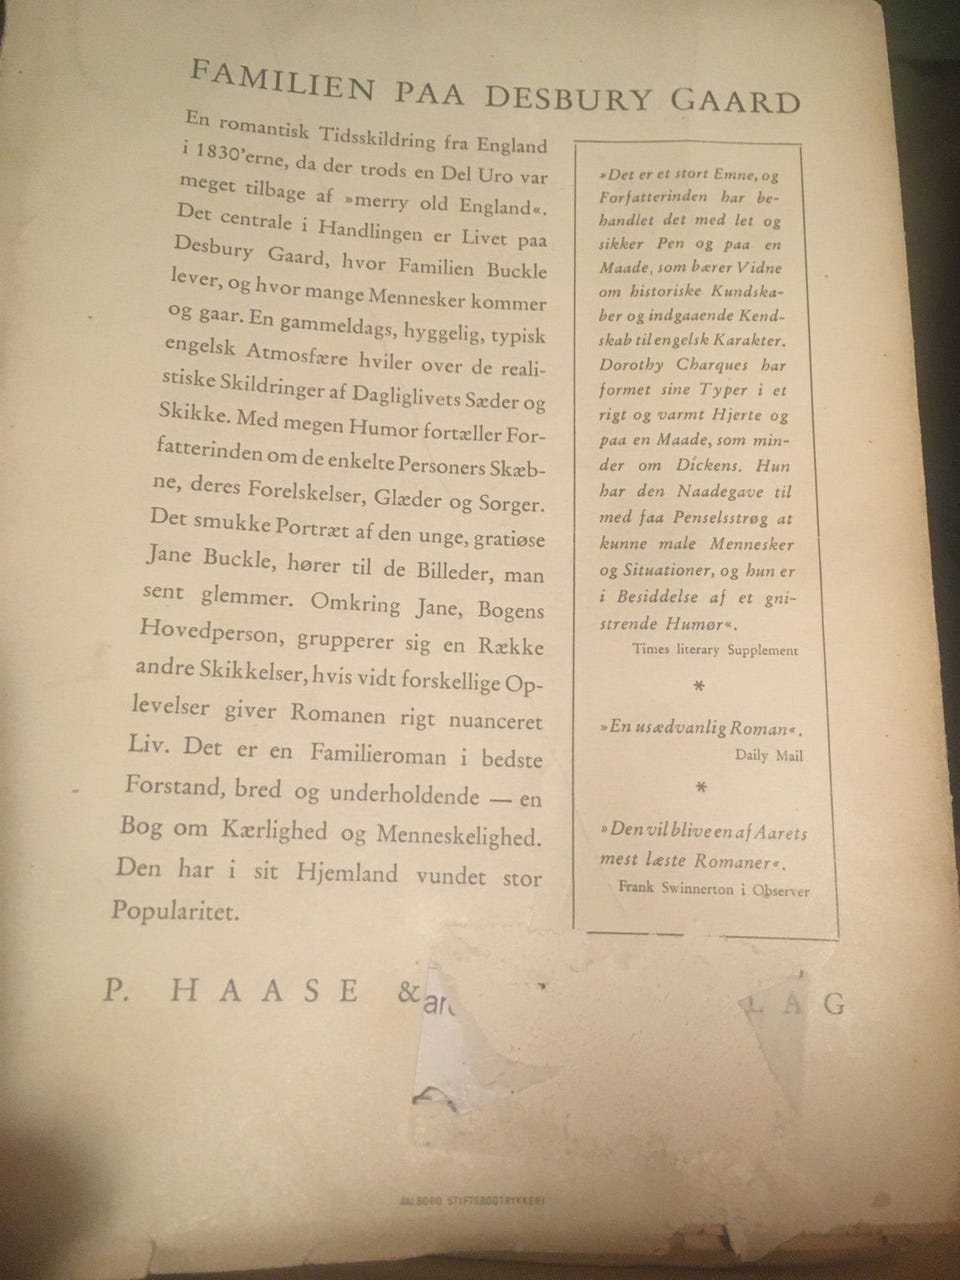 FAMILIEN PAA DESBURY GAARD
En romantisk Tidsskildring fra England
i 1830'erne, da der trods en Del Uro var
meget tilbage af »merry old England«.
Det centrale i Handlingen er Livet paa
Desbury Gaard, hvor Familien Buckle
lever, og hvor mange Mennesker kommer
og gaar. En gammeldags, hyggelig, typisk
engelsk Atmosfære hviler over de reali-
stiske Skildringer af Dagliglivets Sæder og
Skikke. Med megen Humor fortæller For-
fatterinden om de enkelte Personers Skæb-
ne, deres Forelskelser, Glæder og Sorger.
Det smukke Portræt af den unge, gratiøse
Jane Buckle, hører til de Billeder, man
sent glemmer. Omkring Jane, Bogens
Hovedperson, grupperer sig en Række
andre Skikkelser, hvis vidt forskellige Op-
levelser giver Romanen rigt nuanceret
Liv. Det er en Familieroman i bedste
Forstand, bred og underholdende — en
Bog om Kærlighed og Menneskelighed.
Den har i sit Hjemland vundet stor
Popularitet.
»Det er et stort Emne, og
Forfatterinden har be-
handlet det med let og
sikker Pen og paa en
Maade, som bærer Vidne
om historiske Kundska-
ber og indgaaende Kend-
skab til engelsk Karakter.
Dorothy Charques har
formet sine Typer i et
rigt og varmt Hjerte og
paa en Maade, som min-
der om Dickens. Hun
har den Naadegave til
med faa Penselsstrøg at
kunne male Mennesker
og Situationer, og hun er
i Besiddelse af et gni-
strende Humør«.
Times literary Supplement
*
»En usædvanlig Roman«.
Daily Mail
*
»Den vil blive en af Aarets
mest læste Romaner«.
Frank Swinnerton i Observer
P. HAASE & LAG
AALBORG STIFTSBOGTRYKKERI